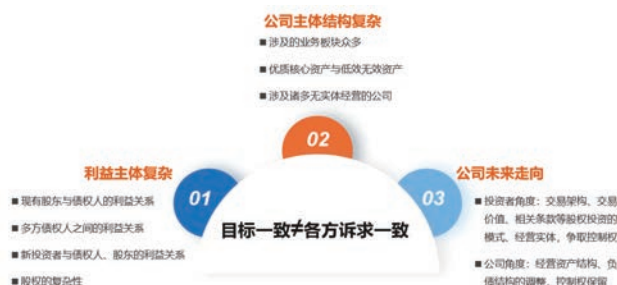 公司主体结构复杂
■ 涉及的业务板块众多
■ 优质核心资产与低效无效资产
■ 涉及诸多无实体经营的公司
02
利益主体复杂
01
■ 现有股东与债权人的利益关系
■ 多方债权人之间的利益关系
■ 新投资者与债权人、股东的利益关系
■ 股权的复杂性
目标一致≠各方诉求一致
公司未来走向
03
■ 投资者角度：交易架构、交易
价值、相关条款等股权投资的
模式、经营实体、争取控制权
■ 公司角度：经营资产结构、负
债结构的调整、控制权保留